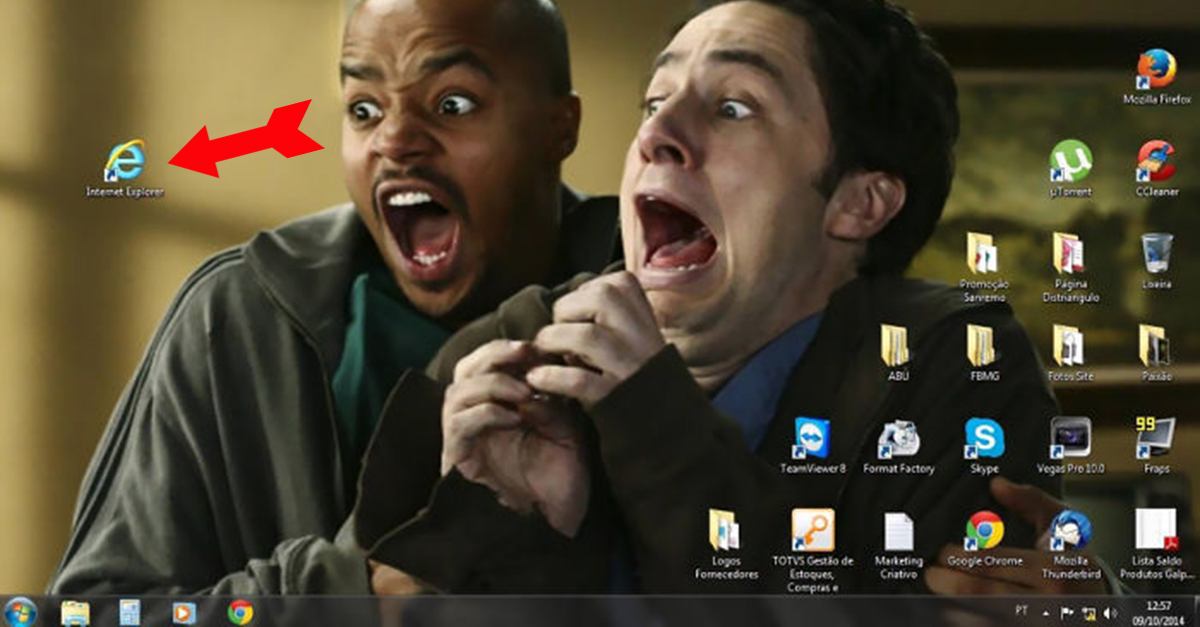 Mozilla Firefox
Internet Explorer
µTorrent
CCleaner
Promoção
Sanremo
Página
Distriangulo
Lixeira
ABU
FBMG
Fotos Site
Paixão
99
TeamViewer 8
Format Factory
Skype
Vegas Pro 10.0
Fraps
Logos
Fornecedores
TOTVS Gestão de
Estoques,
Compras e
Marketing
Criativo
Google Chrome
Mozilla
Thunderbird
Lista Saldo
Produtos Galp...
PT
12:57
09/10/2014